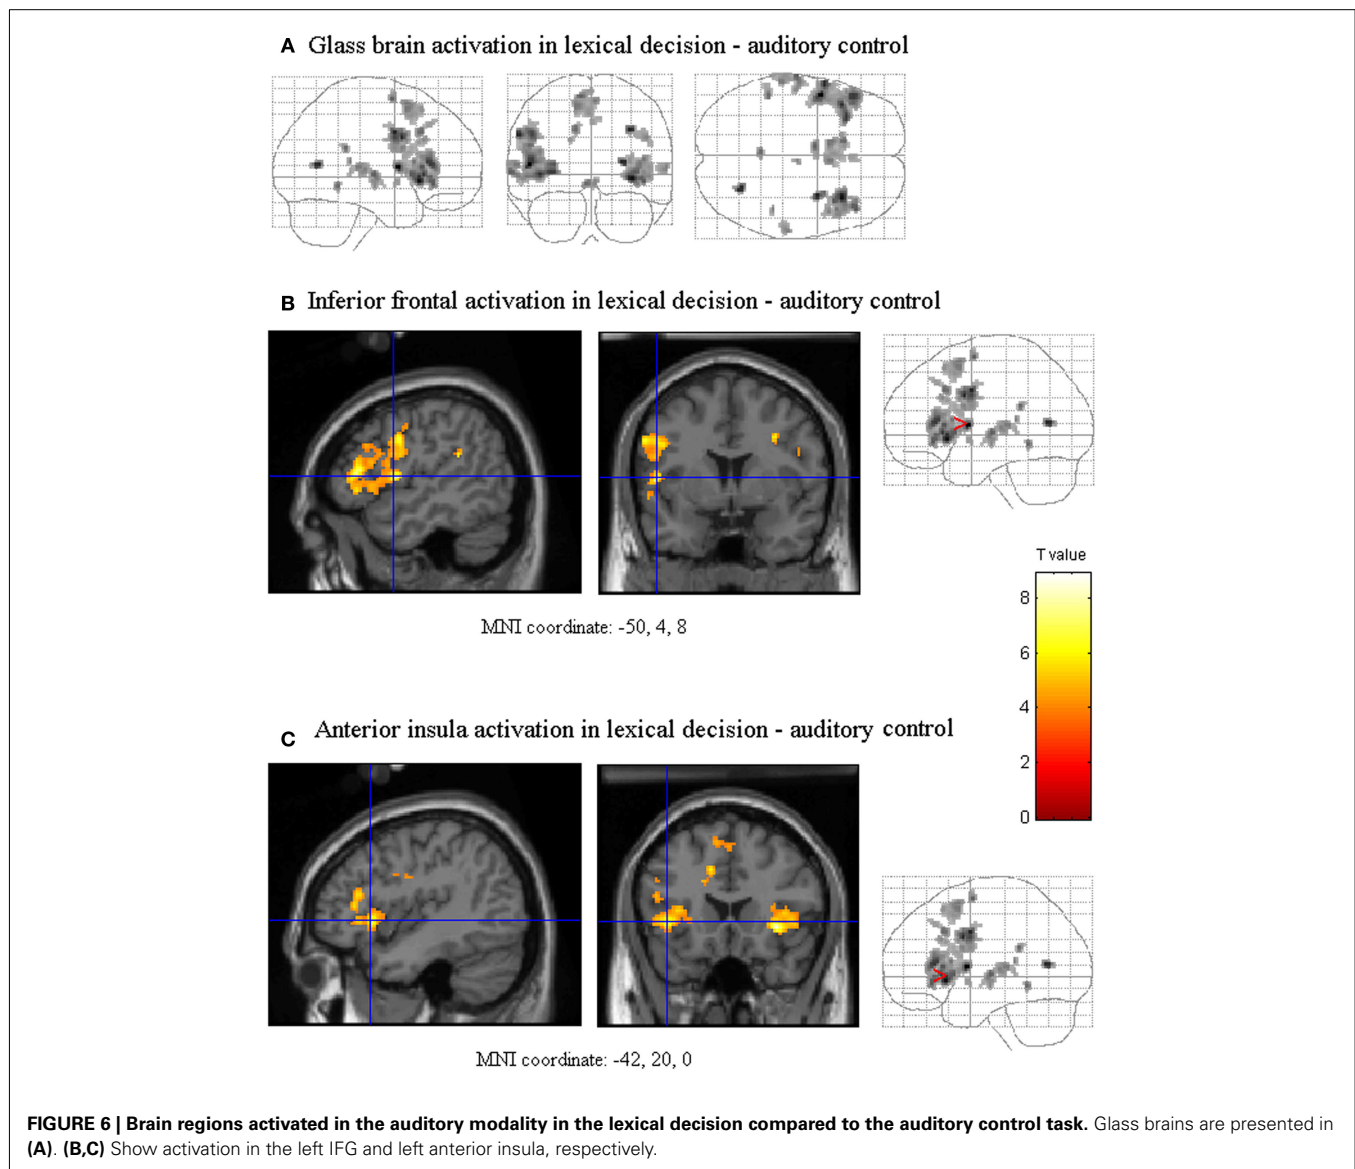 A Glass brain activation in lexical decision - auditory control
B Inferior frontal activation in lexical decision - auditory control
MNI coordinate: -50, 4, 8
T value
8
6
4
2
0
C Anterior insula activation in lexical decision - auditory control
MNI coordinate: -42, 20, 0
FIGURE 6 | Brain regions activated in the auditory modality in the lexical decision compared to the auditory control task. Glass brains are presented in
(A). (B,C) Show activation in the left IFG and left anterior insula, respectively.